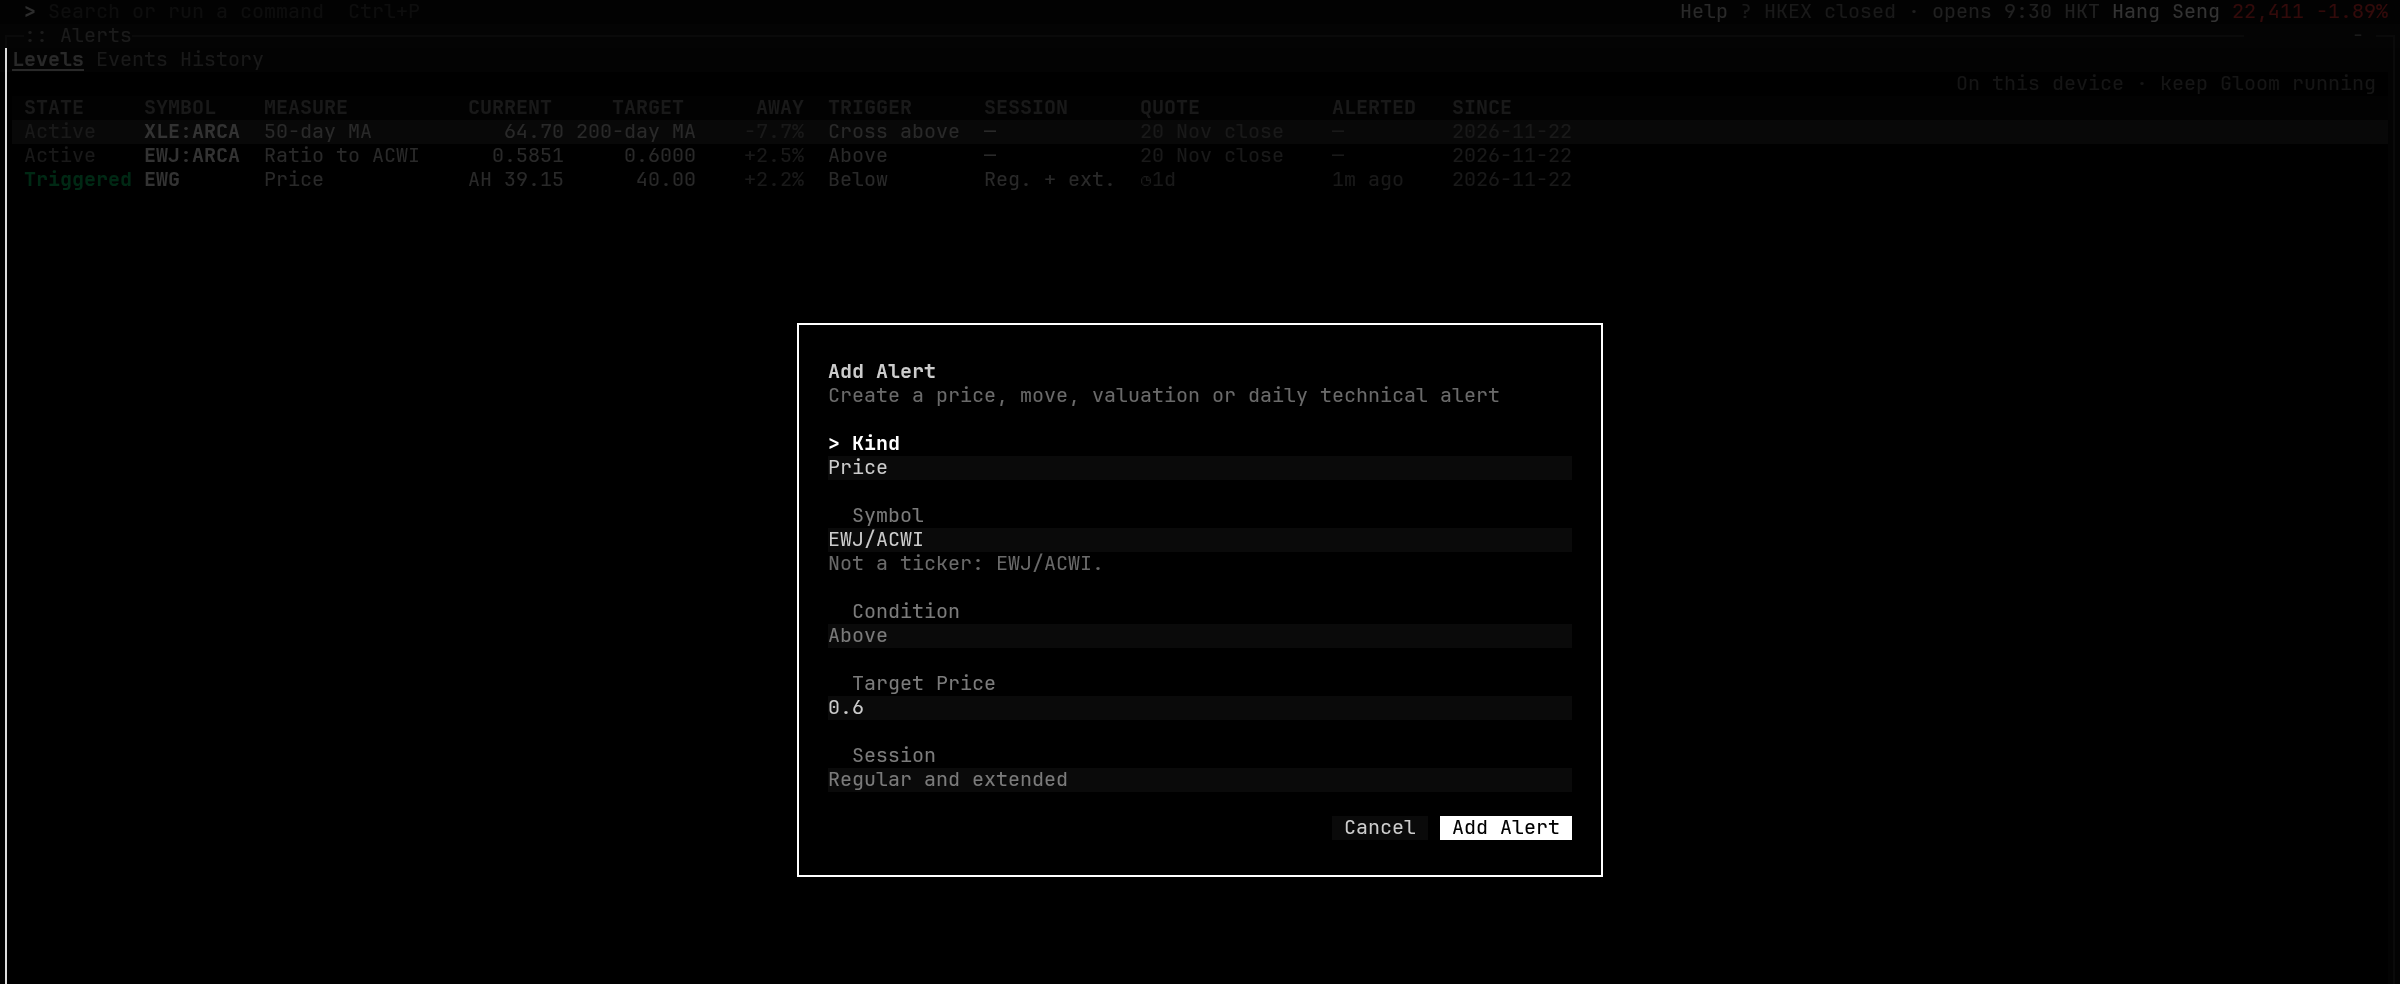 > Search or run a command  Ctrl+P  Help ? HKEX closed · opens 9:30 HKT Hang Seng 22,411 -1.89%
:: Alerts
Levels Events History
On this device · keep Gloom running
STATE SYMBOL MEASURE CURRENT TARGET AWAY TRIGGER SESSION QUOTE ALERTED SINCE
Active XLE:ARCA 50-day MA 64.70 200-day MA -7.7% Cross above — 20 Nov close — 2026-11-22
Active EWJ:ARCA Ratio to ACWI 0.5851 0.6000 +2.5% Above — 20 Nov close — 2026-11-22
Triggered EWG Price AH 39.15 40.00 +2.2% Below Reg. + ext. ◔1d 1m ago 2026-11-22
Add Alert
Create a price, move, valuation or daily technical alert
> Kind
Price
Symbol
EWJ/ACWI
Not a ticker: EWJ/ACWI.
Condition
Above
Target Price
0.6
Session
Regular and extended
Cancel Add Alert